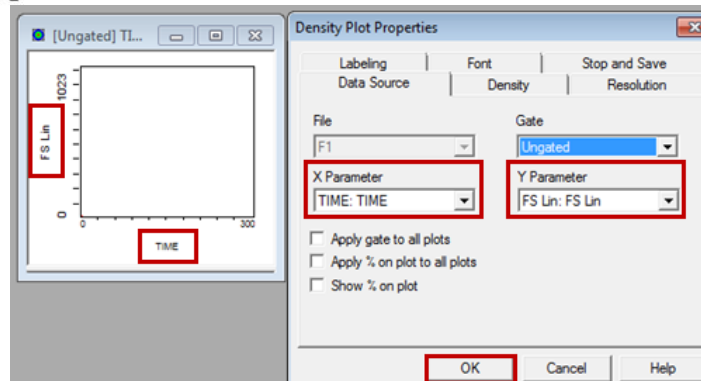 [Ungated] TI...
1023
FS Lin
0
0
300
TIME
Density Plot Properties
Labeling
Font
Stop and Save
Data Source
Density
Resolution
File
Gate
F1
Ungated
X Parameter
Y Parameter
TIME: TIME
FS Lin: FS Lin
Apply gate to all plots
Apply % on plot to all plots
Show % on plot
OK
Cancel
Help